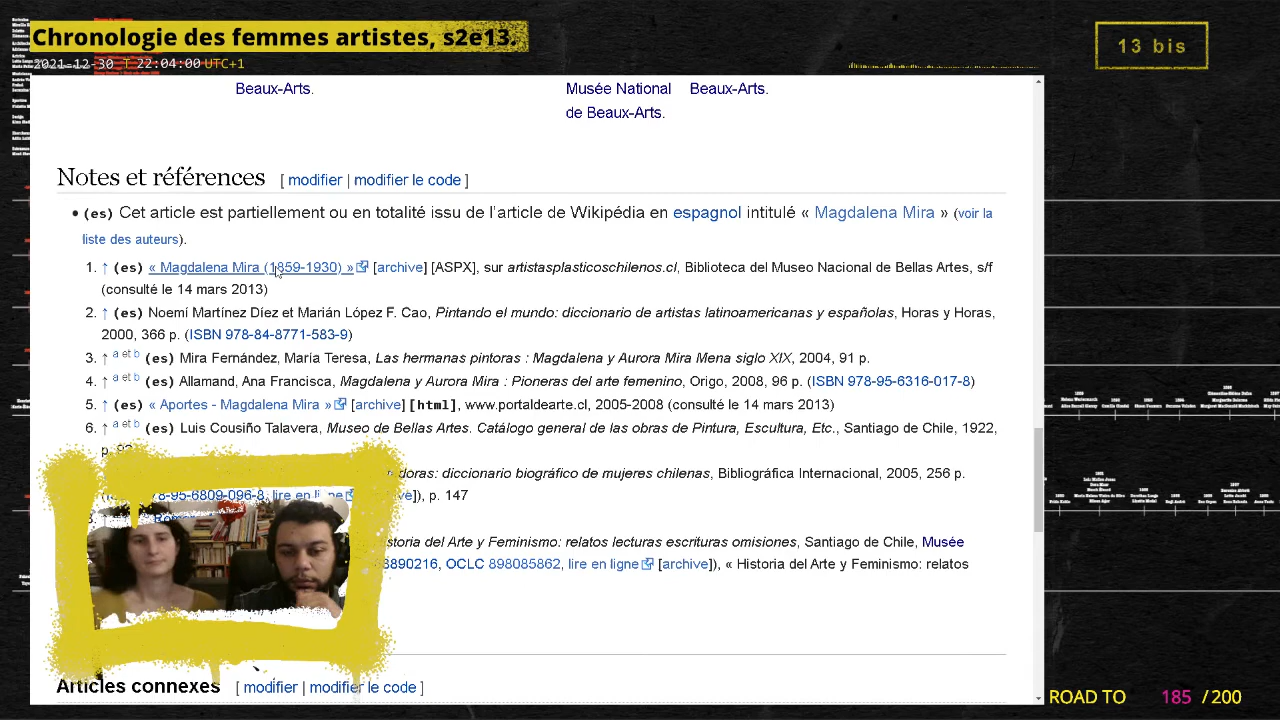 Chronologie des femmes artistes, s2e13.
2021-12-30 T 22:04:00 UTC+1
13 bis
Beaux-Arts.
Musée National Beaux-Arts.
de Beaux-Arts.
Notes et références [ modifier | modifier le code ]
• (es) Cet article est partiellement ou en totalité issu de l'article de Wikipédia en espagnol intitulé « Magdalena Mira » (voir la
liste des auteurs).
1. ↑ (es) « Magdalena Mira (1859-1930) » [archive] [ASPX], sur artistasplasticoschilenos.cl, Biblioteca del Museo Nacional de Bellas Artes, s/f
(consulté le 14 mars 2013)
2. ↑ (es) Noemí Martínez Díez et Marián López F. Cao, Pintando el mundo: diccionario de artistas latinoamericanas y españolas, Horas y Horas,
2000, 366 p. (ISBN 978-84-8771-583-9)
3. ↑ a et b (es) Mira Fernández, María Teresa, Las hermanas pintoras : Magdalena y Aurora Mira Mena siglo XIX, 2004, 91 p.
4. ↑ a et b (es) Allamand, Ana Francisca, Magdalena y Aurora Mira : Pioneras del arte femenino, Origo, 2008, 96 p. (ISBN 978-95-6316-017-8)
5. ↑ (es) « Aportes - Magdalena Mira » [archive] [html], www.portaldearte.cl, 2005-2008 (consulté le 14 mars 2013)
6. ↑ a et b (es) Luis Cousiño Talavera, Museo de Bellas Artes. Catálogo general de las obras de Pintura, Escultura, Etc., Santiago de Chile, 1922,
p.
doras: diccionario biográfico de mujeres chilenas, Bibliográfica Internacional, 2005, 256 p.
78-95-6809-096-8, lire en ligne ]), p. 147
storia del Arte y Feminismo: relatos lecturas escrituras omisiones, Santiago de Chile, Musée
8890216, OCLC 898085862, lire en ligne [archive]), « Historia del Arte y Feminismo: relatos
Articles connexes [ modifier | modifier le code ]
ROAD TO 185 / 200